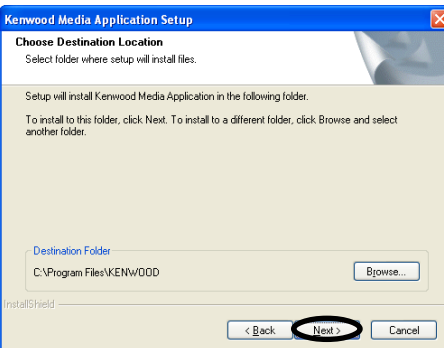 Kenwood Media Application Setup
Choose Destination Location
Select folder where setup will install files.
Setup will install Kenwood Media Application in the following folder.
To install to this folder, click Next. To install to a different folder, click Browse and select
another folder.
Destination Folder
C:\Program Files\KENWOOD
Browse...
InstallShield
< Back
Next >
Cancel